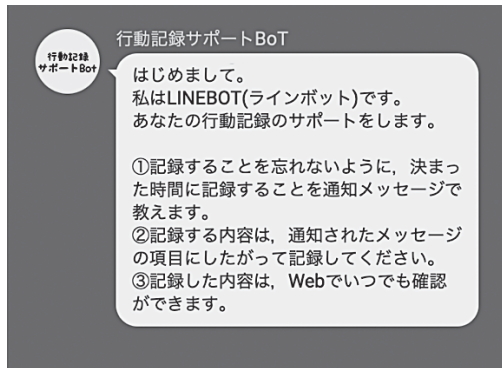 行動記録サポートBoT
行動記録
サポートBot
はじめまして。
私はLINEBOT(ラインボット)です。
あなたの行動記録のサポートをします。
①記録することを忘れないように，決まっ
た時間に記録することを通知メッセージで
教えます。
②記録する内容は，通知されたメッセージ
の項目にしたがって記録してください。
③記録した内容は，Webでいつでも確認
ができます。